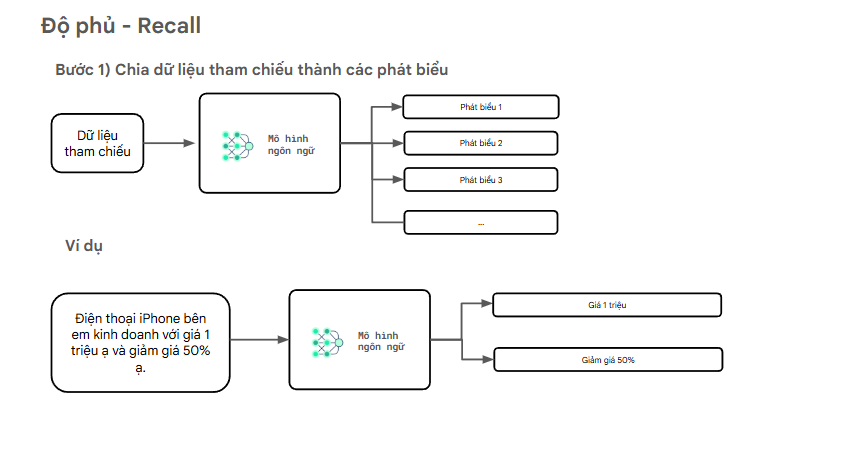 Độ phủ - Recall
Bước 1) Chia dữ liệu tham chiếu thành các phát biểu
Dữ liệu
tham chiếu
Mô hình
ngôn ngữ
Phát biểu 1
Phát biểu 2
Phát biểu 3
...
Ví dụ
Điện thoại iPhone bên
em kinh doanh với giá 1
triệu ạ và giảm giá 50%
ạ.
Mô hình
ngôn ngữ
Giá 1 triệu
Giảm giá 50%